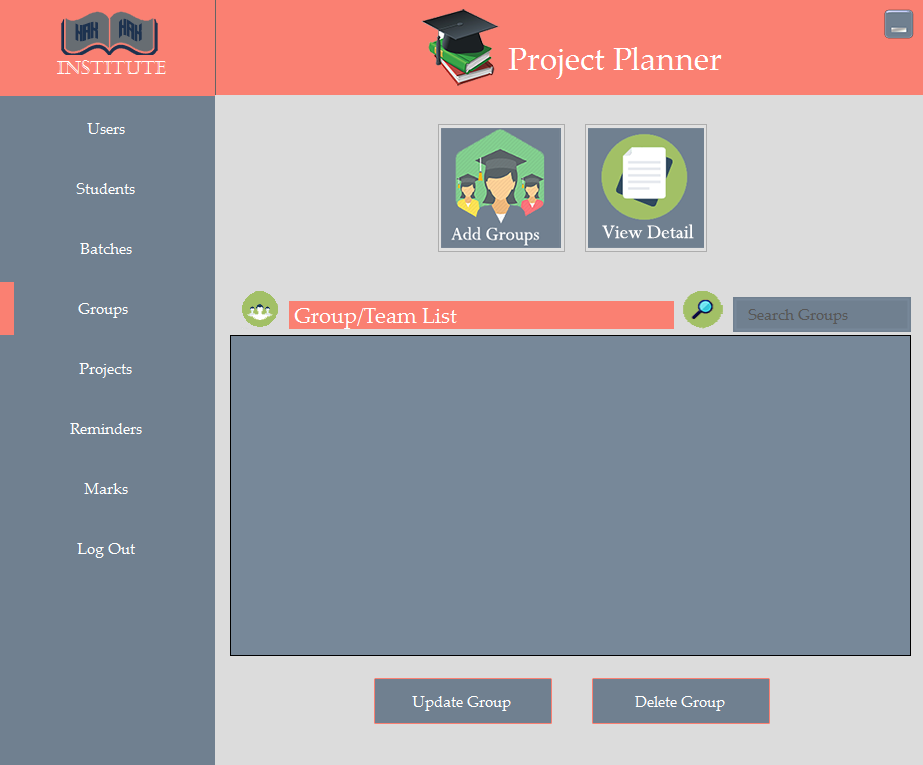 HAH HAH
INSTITUTE
Project Planner
Users
Students
Batches
Groups
Projects
Reminders
Marks
Log Out
Add Groups
View Detail
Group/Team List
Search Groups
Update Group
Delete Group